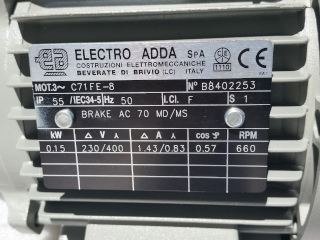 ELECTRO ADDA SpA
COSTRUZIONI ELETTROMECCANICHE
BEVERATE DI BRIVIO (LC) ITALY
CE
MOT.3~ C71FE-8 N° B8402253
IP 55 /IEC34-5 Hz 50 I.Cl. F S 1
BRAKE AC 70 MD/MS
kW Δ V Y Δ A Y cos φ RPM
0.15 230/400 1.43/0.83 0.57 660